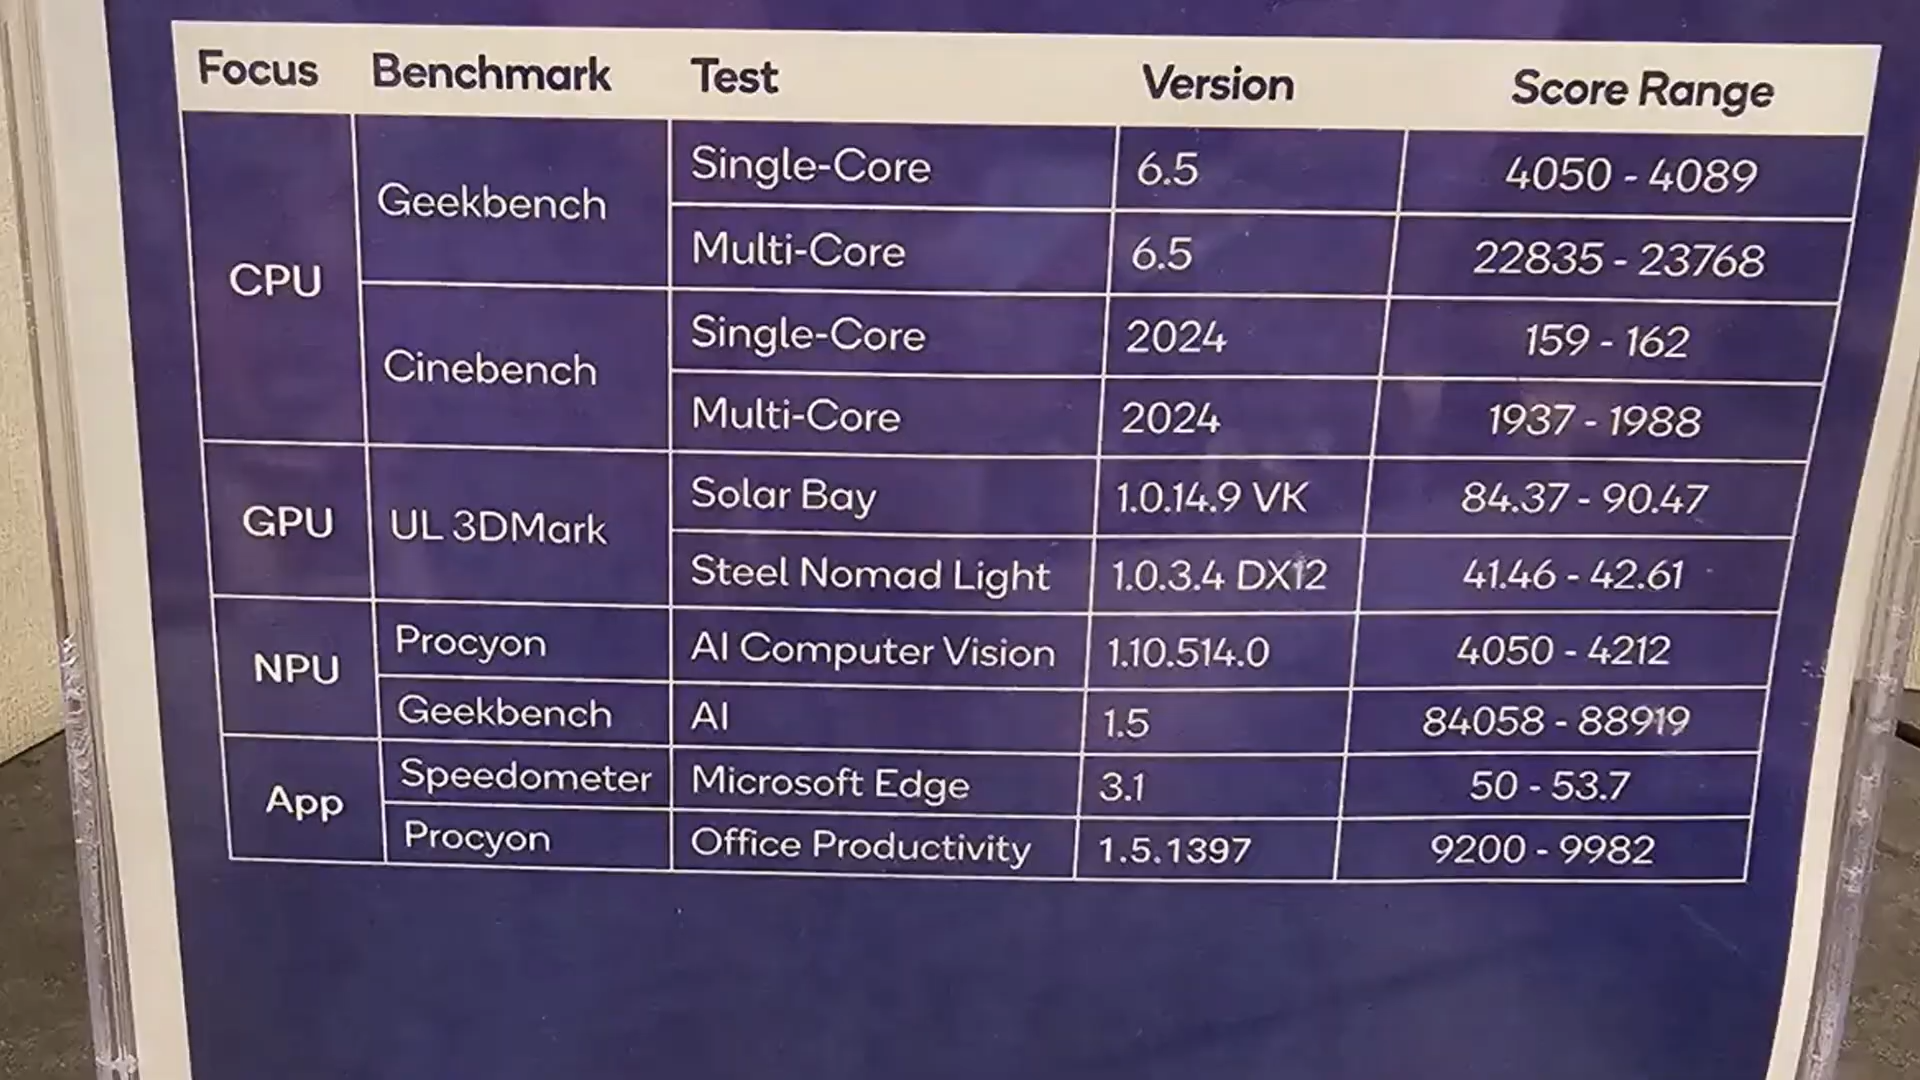 Focus Benchmark Test Version Score Range
CPU Geekbench Single-Core 6.5 4050 - 4089
Multi-Core 6.5 22835 - 23768
Cinebench Single-Core 2024 159 - 162
Multi-Core 2024 1937 - 1988
GPU UL 3DMark Solar Bay 1.0.14.9 VK 84.37 - 90.47
Steel Nomad Light 1.0.3.4 DX12 41.46 - 42.61
NPU Procyon AI Computer Vision 1.10.514.0 4050 - 4212
Geekbench AI 1.5 84058 - 88919
App Speedometer Microsoft Edge 3.1 50 - 53.7
Procyon Office Productivity 1.5.1397 9200 - 9982